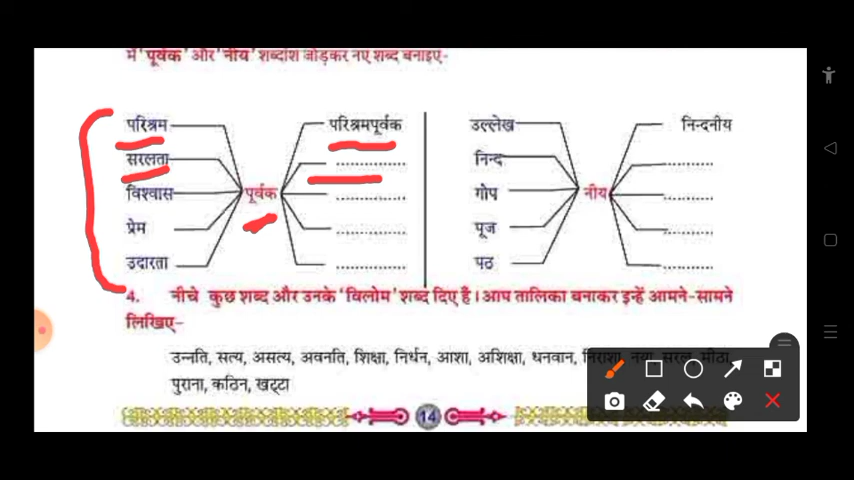 में 'पूर्वक' और 'नीय' शब्दांश जोड़कर नए शब्द बनाइए-
परिश्रम
सरलता
विश्वास
प्रेम
उदारता
पूर्वक
परिश्रमपूर्वक
....................
....................
....................
....................
उल्लेख
निन्द
गोप
पूज
पठ
नीय
निन्दनीय
....................
....................
....................
....................
4. नीचे कुछ शब्द और उनके 'विलोम' शब्द दिए हैं। आप तालिका बनाकर इन्हें आमने-सामने
लिखिए-
उन्नति, सत्य, असत्य, अवनति, शिक्षा, निर्धन, आशा, अशिक्षा, धनवान, निराशा, नया, सरल, मीठा,
पुराना, कठिन, खट्टा
14